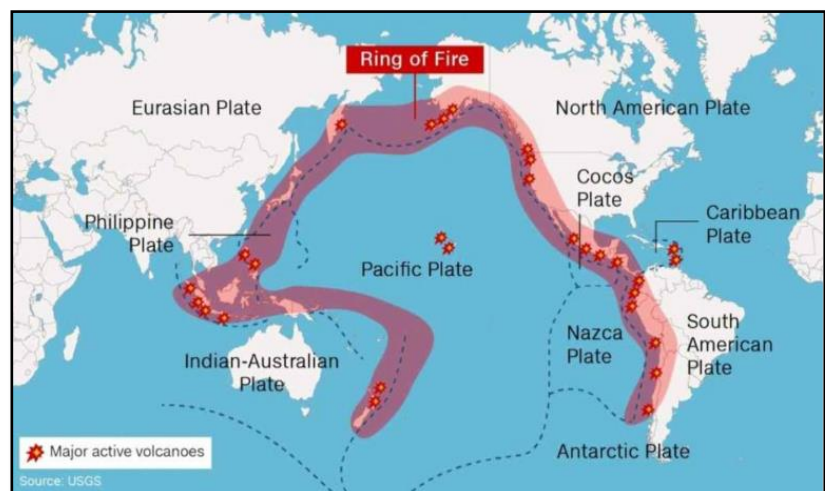 Ring of Fire
Eurasian Plate
North American Plate
Cocos
Plate
Caribbean
Plate
Philippine
Plate
Pacific Plate
Nazca
Plate
South
American
Plate
Indian-Australian
Plate
Antarctic Plate
Major active volcanoes
Source: USGS